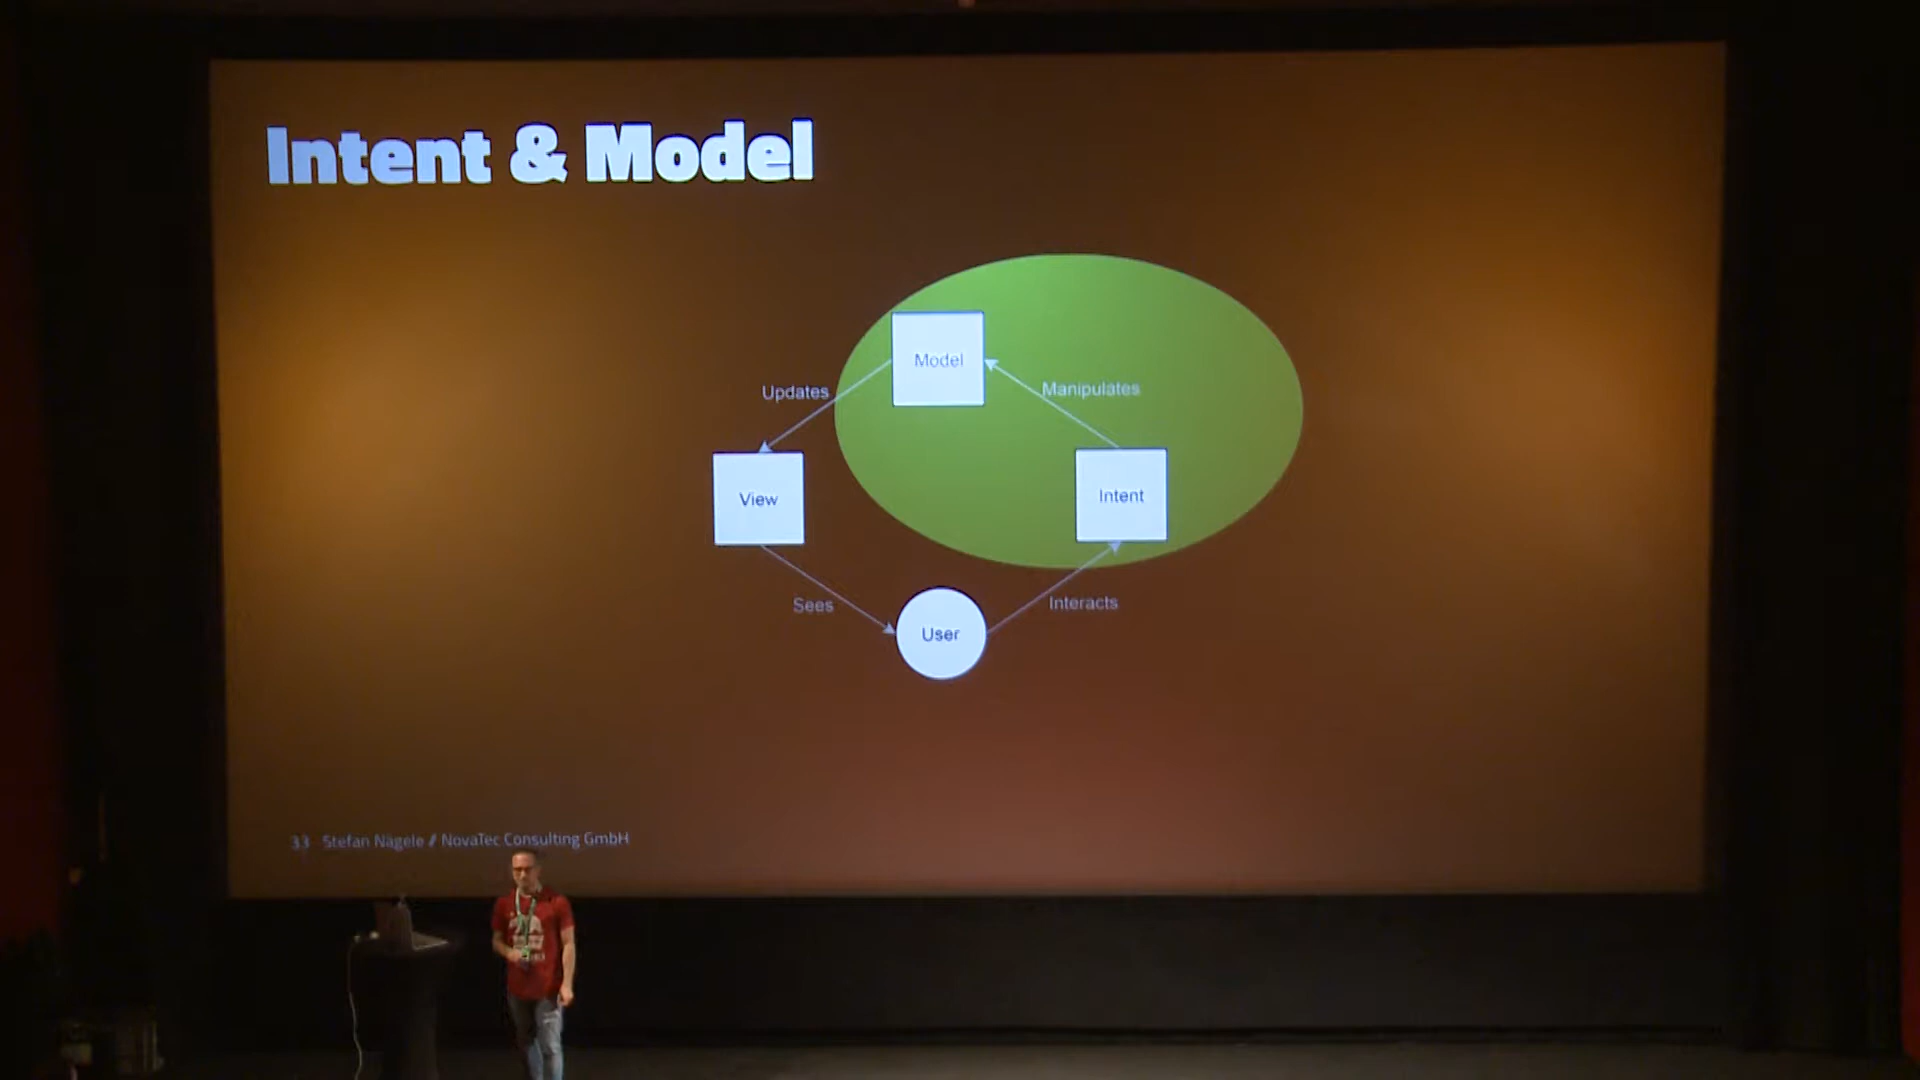 Intent & Model
Model
Updates
Manipulates
View
Intent
Sees
Interacts
User
33 Stefan Nägele // NovaTec Consulting GmbH